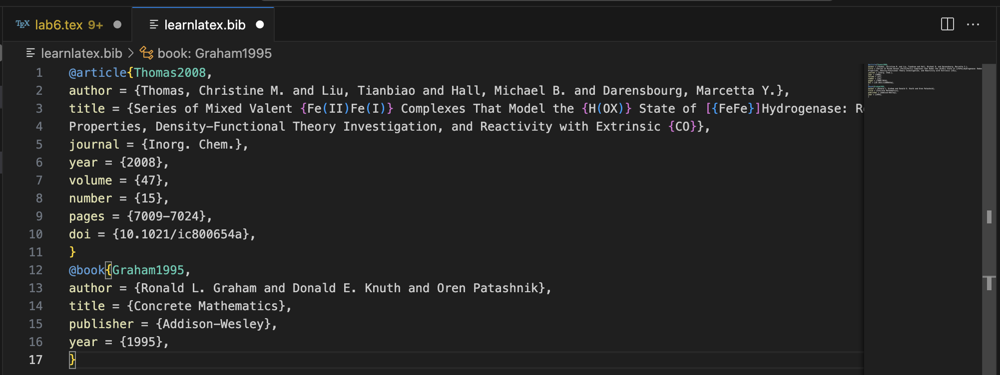 TEX lab6.tex 9+ learnlatex.bib
learnlatex.bib > book: Graham1995
1 @article{Thomas2008,
2 author = {Thomas, Christine M. and Liu, Tianbiao and Hall, Michael B. and Darensbourg, Marcetta Y.},
3 title = {Series of Mixed Valent {Fe(II)Fe(I)} Complexes That Model the {H(OX)} State of [{FeFe}]Hydrogenase:
4 Properties, Density-Functional Theory Investigation, and Reactivity with Extrinsic {CO}},
5 journal = {Inorg. Chem.},
6 year = {2008},
7 volume = {47},
8 number = {15},
9 pages = {7009-7024},
10 doi = {10.1021/ic800654a},
11 }
12 @book{Graham1995,
13 author = {Ronald L. Graham and Donald E. Knuth and Oren Patashnik},
14 title = {Concrete Mathematics},
15 publisher = {Addison-Wesley},
16 year = {1995},
17 }